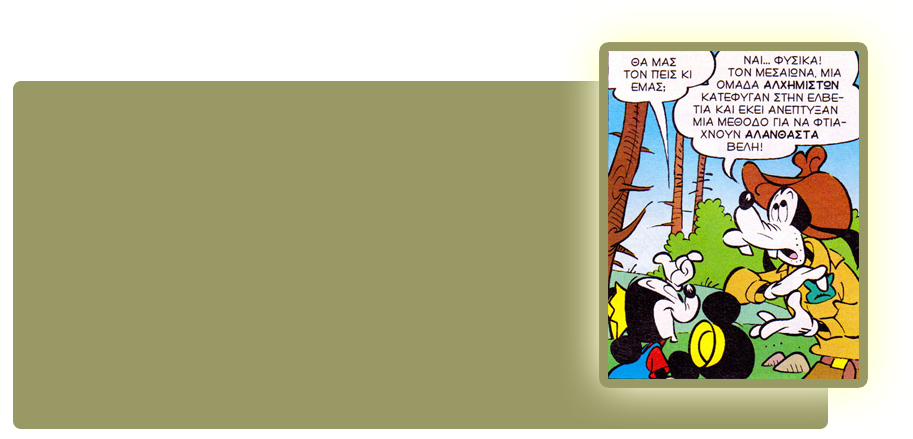 ΘΑ ΜΑΣ
ΤΟΝ ΠΕΙΣ ΚΙ
ΕΜΑΣ;
ΝΑΙ... ΦΥΣΙΚΑ!
ΤΟΝ ΜΕΣΑΙΩΝΑ, ΜΙΑ
ΟΜΑΔΑ ΑΛΧΗΜΙΣΤΩΝ
ΚΑΤΕΦΥΓΑΝ ΣΤΗΝ ΕΛΒΕ-
ΤΙΑ ΚΑΙ ΕΚΕΙ ΑΝΕΠΤΥΞΑΝ
ΜΙΑ ΜΕΘΟΔΟ ΓΙΑ ΝΑ ΦΤΙΑ-
ΧΝΟΥΝ ΑΛΑΝΘΑΣΤΑ
ΒΕΛΗ!